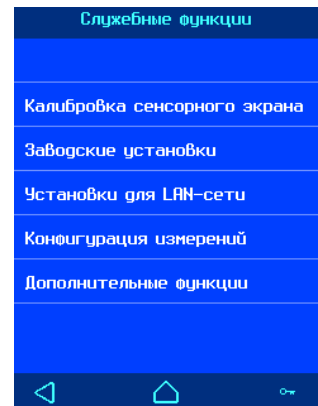 Служебные функции
Калибровка сенсорного экрана
Заводские установки
Установки для LAN-сети
Конфигурация измерений
Дополнительные функции